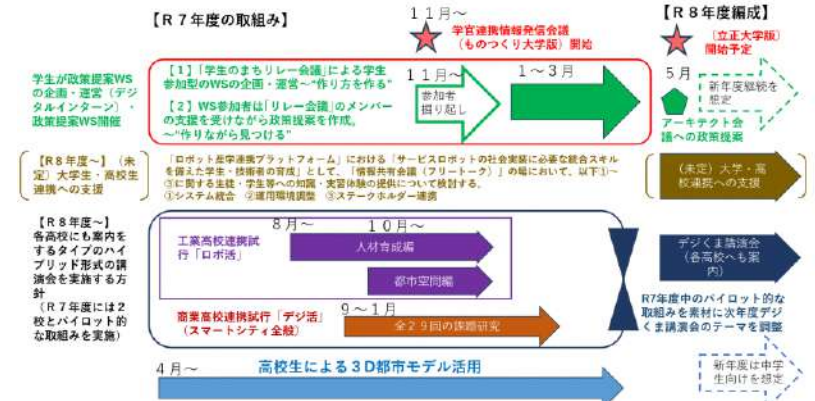 【Ｒ７年度の取組み】
１１月～
学官連携情報発信会議
（ものつくり大学版）開始
【Ｒ８年度編成】
（立正大学版）
開始予定
学生が政策提案WS
の企画・運営（デジ
タルインターン）・
政策提案WS開催
【１】「学生のまちリレー会議」による学生
参加型のWSの企画・運営～“作り方を作る”
【２】WS参加者は「リレー会議」のメンバー
の支援を受けながら政策提案を作成。
～“作りながら見つける”
１１月～
参加者
掘り起し
１～３月
５月
新年度継続を
想定
アーキテクト会
議への政策提案
【Ｒ８年度～】（未
定）大学生・高校生
連携への支援
「ロボット産学連携プラットフォーム」における「サービスロボットの社会実装に必要な統合スキル
を備えた学生・技術者の育成」として、「情報共有会議（フリートーク）」の場において、以下①～
③に関する生徒・学生等への知識・実習体験の提供について検討する。
①システム統合　②運用環境調整　③ステークホルダー連携
（未定）大学・高
校連携への支援
【Ｒ８年度～】
各高校にも案内を
するタイプのハイ
ブリッド形式の講
演会を実施する方
針
（Ｒ７年度には２
校とパイロット的
な取組みを実施）
８月～
工業高校連携試
行「ロボ活」
人材育成編
１０月～
都市空間編
９～１月
商業高校連携試行「デジ活」
（スマートシティ全般）
全２９回の課題研究
デジくま講演会
（各高校へも案
内）
R7年度中のパイロット的な
取組みを素材に次年度デジ
くま講演会のテーマを調整
４月～
高校生による３D都市モデル活用
新年度は中学
生向けを想定